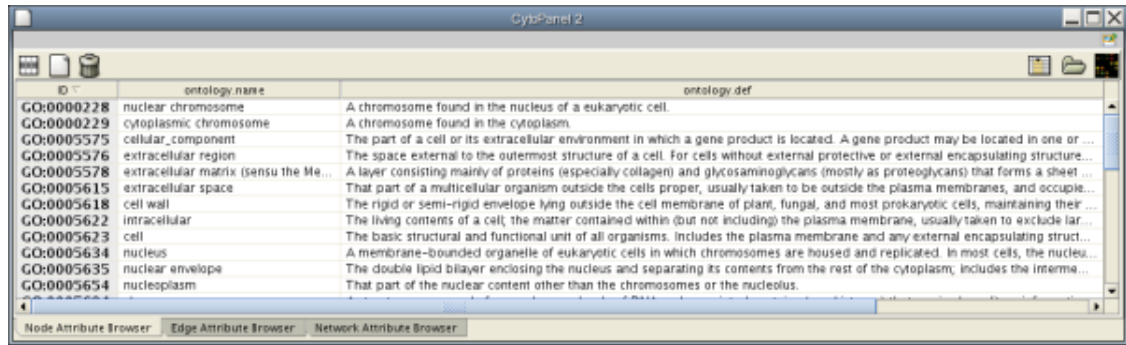 CytoPanel 2
ID ontology.name ontology.def
GO:0000228 nuclear chromosome A chromosome found in the nucleus of a eukaryotic cell.
GO:0000229 cytoplasmic chromosome A chromosome found in the cytoplasm.
GO:0005575 cellular_component The part of a cell or its extracellular environment in which a gene product is located. A gene product may be located in one or ...
GO:0005576 extracellular region The space external to the outermost structure of a cell. For cells without external protective or external encapsulating structure...
GO:0005578 extracellular matrix (sensu the Me... A layer consisting mainly of proteins (especially collagen) and glycosaminoglycans (mostly as proteoglycans) that forms a sheet ...
GO:0005615 extracellular space That part of a multicellular organism outside the cells proper, usually taken to be outside the plasma membranes, and occupie...
GO:0005618 cell wall The rigid or semi-rigid envelope lying outside the cell membrane of plant, fungal, and most prokaryotic cells, maintaining their ...
GO:0005622 intracellular The living contents of a cell; the matter contained within (but not including) the plasma membrane, usually taken to exclude lar...
GO:0005623 cell The basic structural and functional unit of all organisms. Includes the plasma membrane and any external encapsulating struct...
GO:0005634 nucleus A membrane-bounded organelle of eukaryotic cells in which chromosomes are housed and replicated. In most cells, the nucleu...
GO:0005635 nuclear envelope The double lipid bilayer enclosing the nucleus and separating its contents from the rest of the cytoplasm; includes the interme...
GO:0005654 nucleoplasm That part of the nuclear content other than the chromosomes or the nucleolus.
Node Attribute Browser Edge Attribute Browser Network Attribute Browser